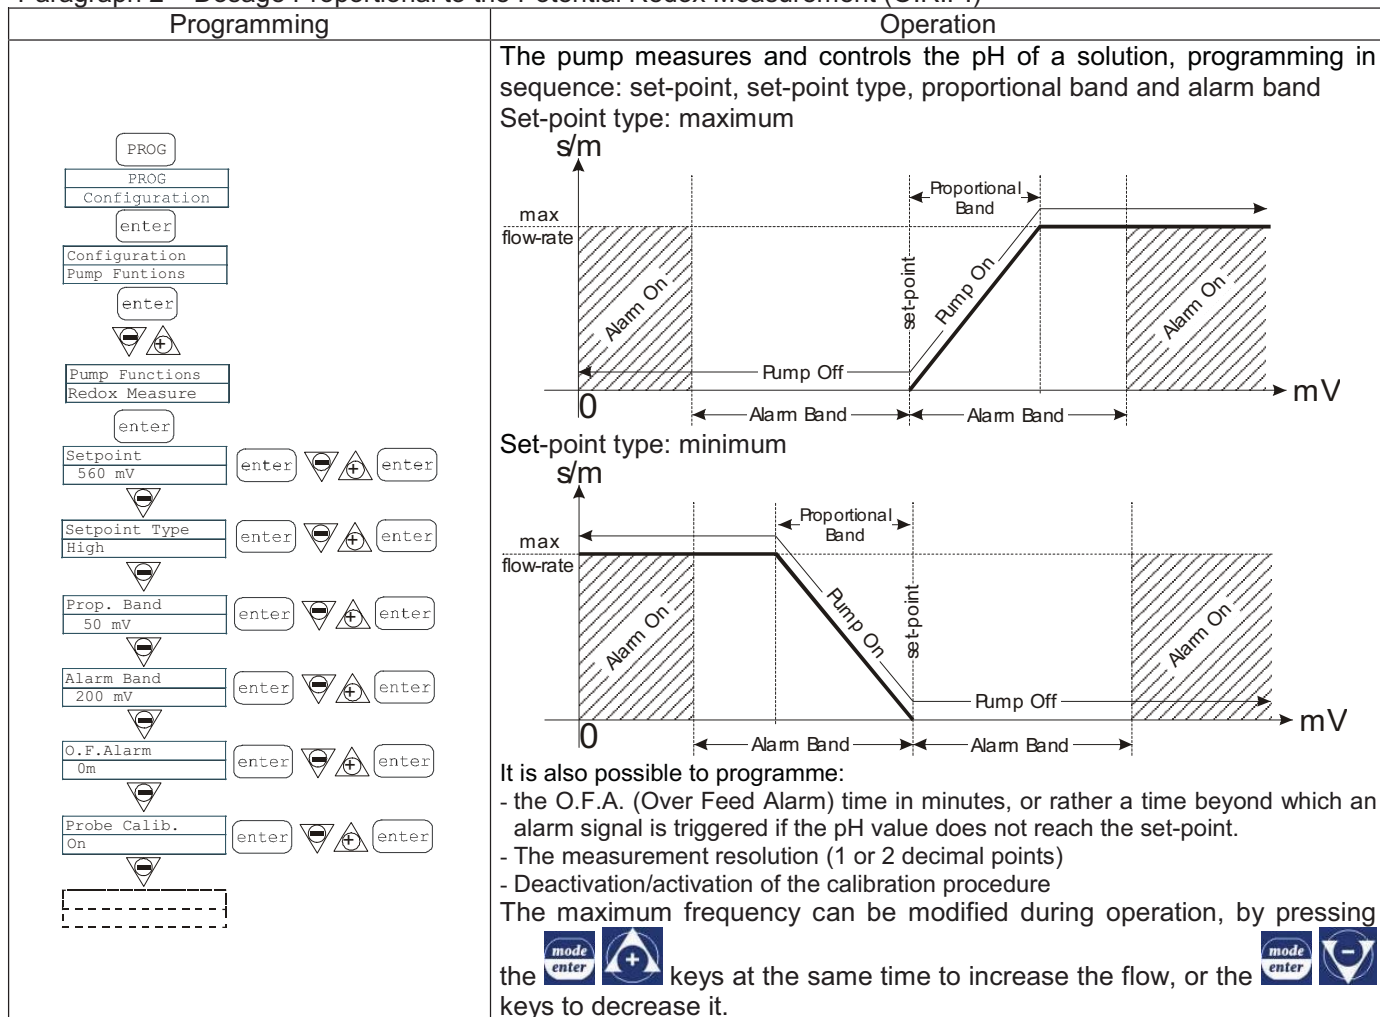 Paragraph 2 – Dosage Proportional to the Potential Redox Measurement (O.R.P.)
Programming
Operation
PROG
PROG
Configuration
enter
Configuration
Pump Funtions
enter
Pump Functions
Redox Measure
enter
Setpoint
560 mV
enter enter
Setpoint Type
High
enter enter
Prop. Band
50 mV
enter enter
Alarm Band
200 mV
enter enter
O.F.Alarm
0m
enter enter
Probe Calib.
On
enter enter
The pump measures and controls the pH of a solution, programming in
sequence: set-point, set-point type, proportional band and alarm band
Set-point type: maximum
s/m
Proportional
Band
max
flow-rate
Alarm On
set-point
Pump On
Alarm On
Pump Off
0
mV
Alarm Band
Alarm Band
Set-point type: minimum
s/m
Proportional
Band
max
flow-rate
Alarm On
Pump On
set-point
Alarm On
Pump Off
0
mV
Alarm Band
Alarm Band
It is also possible to programme:
- the O.F.A. (Over Feed Alarm) time in minutes, or rather a time beyond which an
alarm signal is triggered if the pH value does not reach the set-point.
- The measurement resolution (1 or 2 decimal points)
- Deactivation/activation of the calibration procedure
The maximum frequency can be modified during operation, by pressing
the mode enter + keys at the same time to increase the flow, or the mode enter -
keys to decrease it.